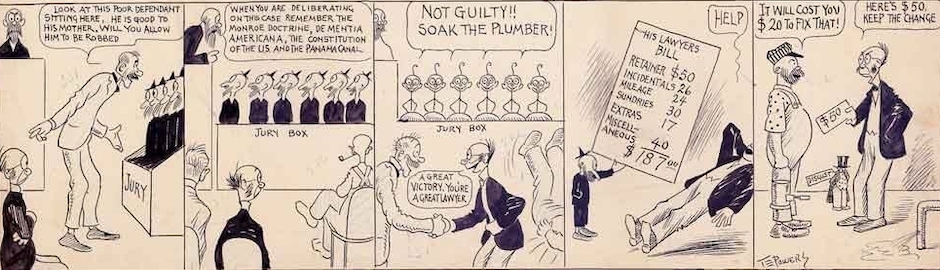 LOOK AT THIS POOR DEFENDANT
SITTING HERE, HE IS GOOD TO
HIS MOTHER. WILL YOU ALLOW
HIM TO BE ROBBED
JURY
WHEN YOU ARE DELIBERATING
ON THIS CASE REMEMBER THE
MONROE DOCTRINE, DEMENTIA
AMERICANA, THE CONSTITUTION
OF THE U.S. AND THE PANAMA CANAL.
JURY BOX
NOT GUILTY!!
SOAK THE PLUMBER!
JURY BOX
A GREAT
VICTORY. YOU'RE
A GREAT LAWYER
HELP
HIS LAWYERS
BILL
RETAINER $50
INCIDENTALS 26
MILEAGE 24
SUNDRIES 30
EXTRAS 17
MISCELL-
ANEOUS 40
$187.00
IT WILL COST YOU
$20 TO FIX THAT!
HERE'S $50.
KEEP THE CHANGE
$50
T.E. POWERS